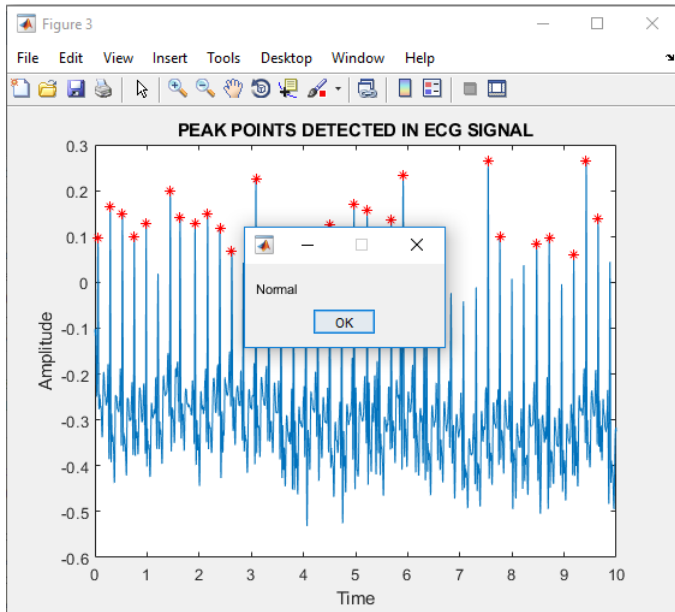 Figure 3
File Edit View Insert Tools Desktop Window Help
PEAK POINTS DETECTED IN ECG SIGNAL
0.3
0.2
0.1
0
-0.1
-0.2
-0.3
-0.4
-0.5
-0.6
Amplitude
Normal
OK
0 1 2 3 4 5 6 7 8 9 10
Time